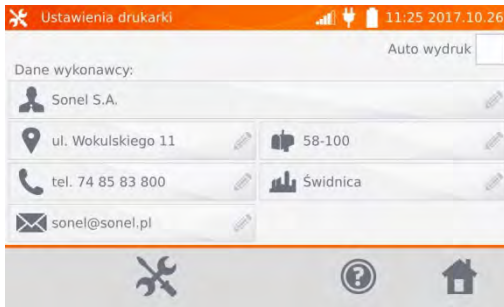 Ustawienia drukarki 11:25 2017.10.26
Auto wydruk
Dane wykonawcy:
Sonel S.A.
ul. Wokulskiego 11 58-100
tel. 74 85 83 800 Świdnica
sonel@sonel.pl